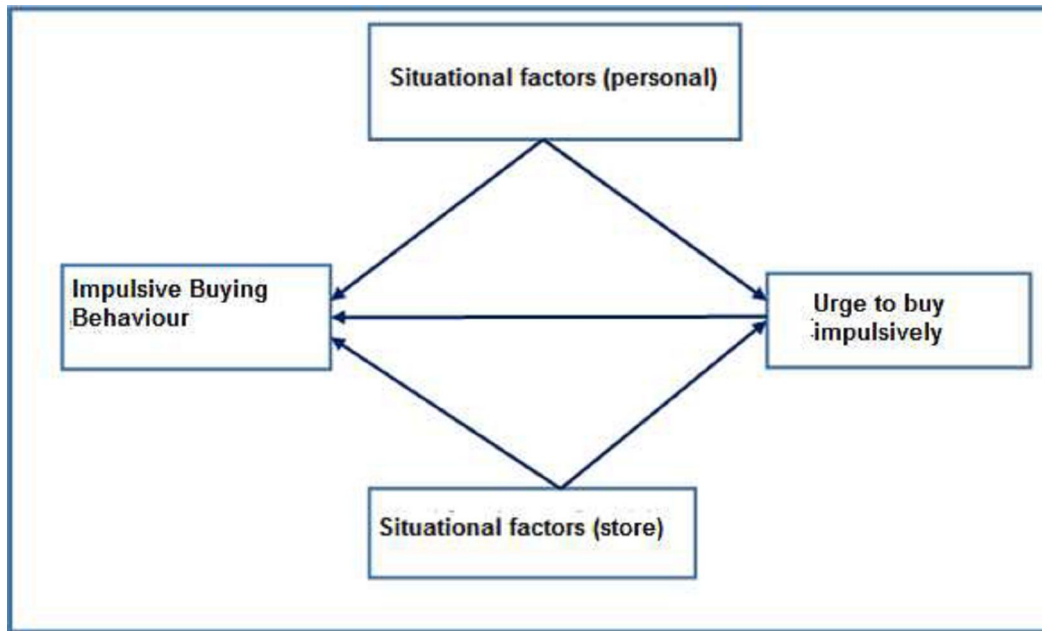 Situational factors (personal)
Impulsive Buying
Behaviour
Urge to buy
impulsively
Situational factors (store)